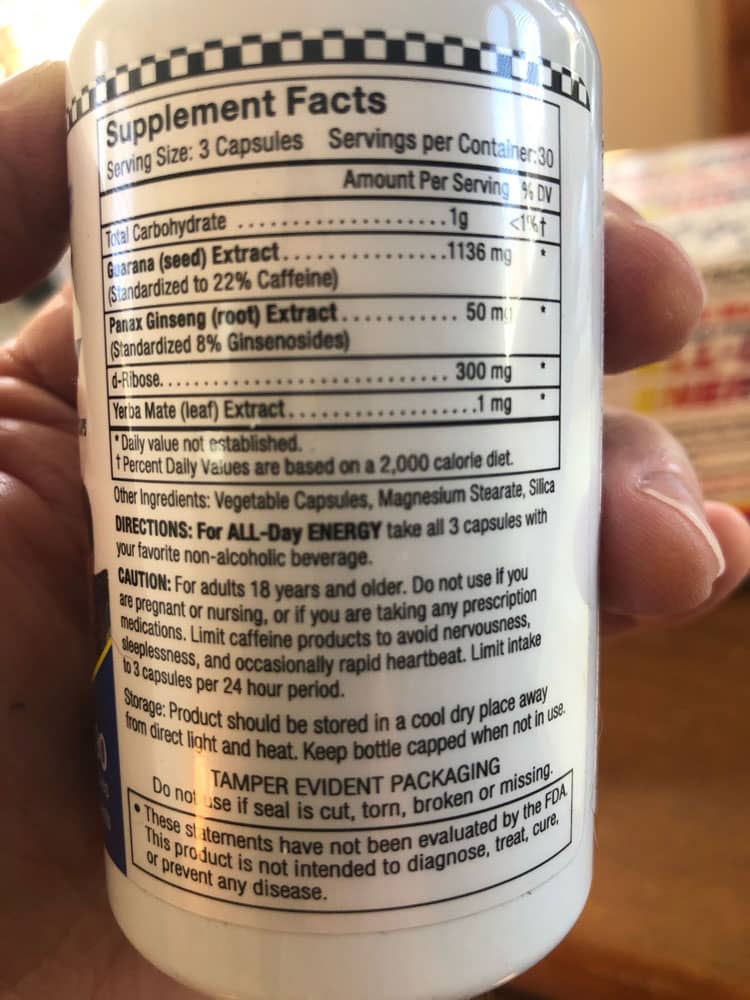 Supplement Facts
Serving Size: 3 Capsules Servings per Container:30
Amount Per Serving % DV
Total Carbohydrate ......................1g <1%†
Guarana (seed) Extract..................1136 mg *
(Standardized to 22% Caffeine)
Panax Ginseng (root) Extract............ 50 mg *
(Standardized 8% Ginsenosides)
d-Ribose................................ 300 mg *
Yerba Mate (leaf) Extract.....................1 mg *
*Daily value not established.
† Percent Daily Values are based on a 2,000 calorie diet.
Other Ingredients: Vegetable Capsules, Magnesium Stearate, Silica
DIRECTIONS: For ALL-Day ENERGY take all 3 capsules with
your favorite non-alcoholic beverage.
CAUTION: For adults 18 years and older. Do not use if you
are pregnant or nursing, or if you are taking any prescription
medications. Limit caffeine products to avoid nervousness,
sleeplessness, and occasionally rapid heartbeat. Limit intake
to 3 capsules per 24 hour period.
Storage: Product should be stored in a cool dry place away
from direct light and heat. Keep bottle capped when not in use.
TAMPER EVIDENT PACKAGING
Do not use if seal is cut, torn, broken or missing.
• These statements have not been evaluated by the FDA.
This product is not intended to diagnose, treat, cure,
or prevent any disease.